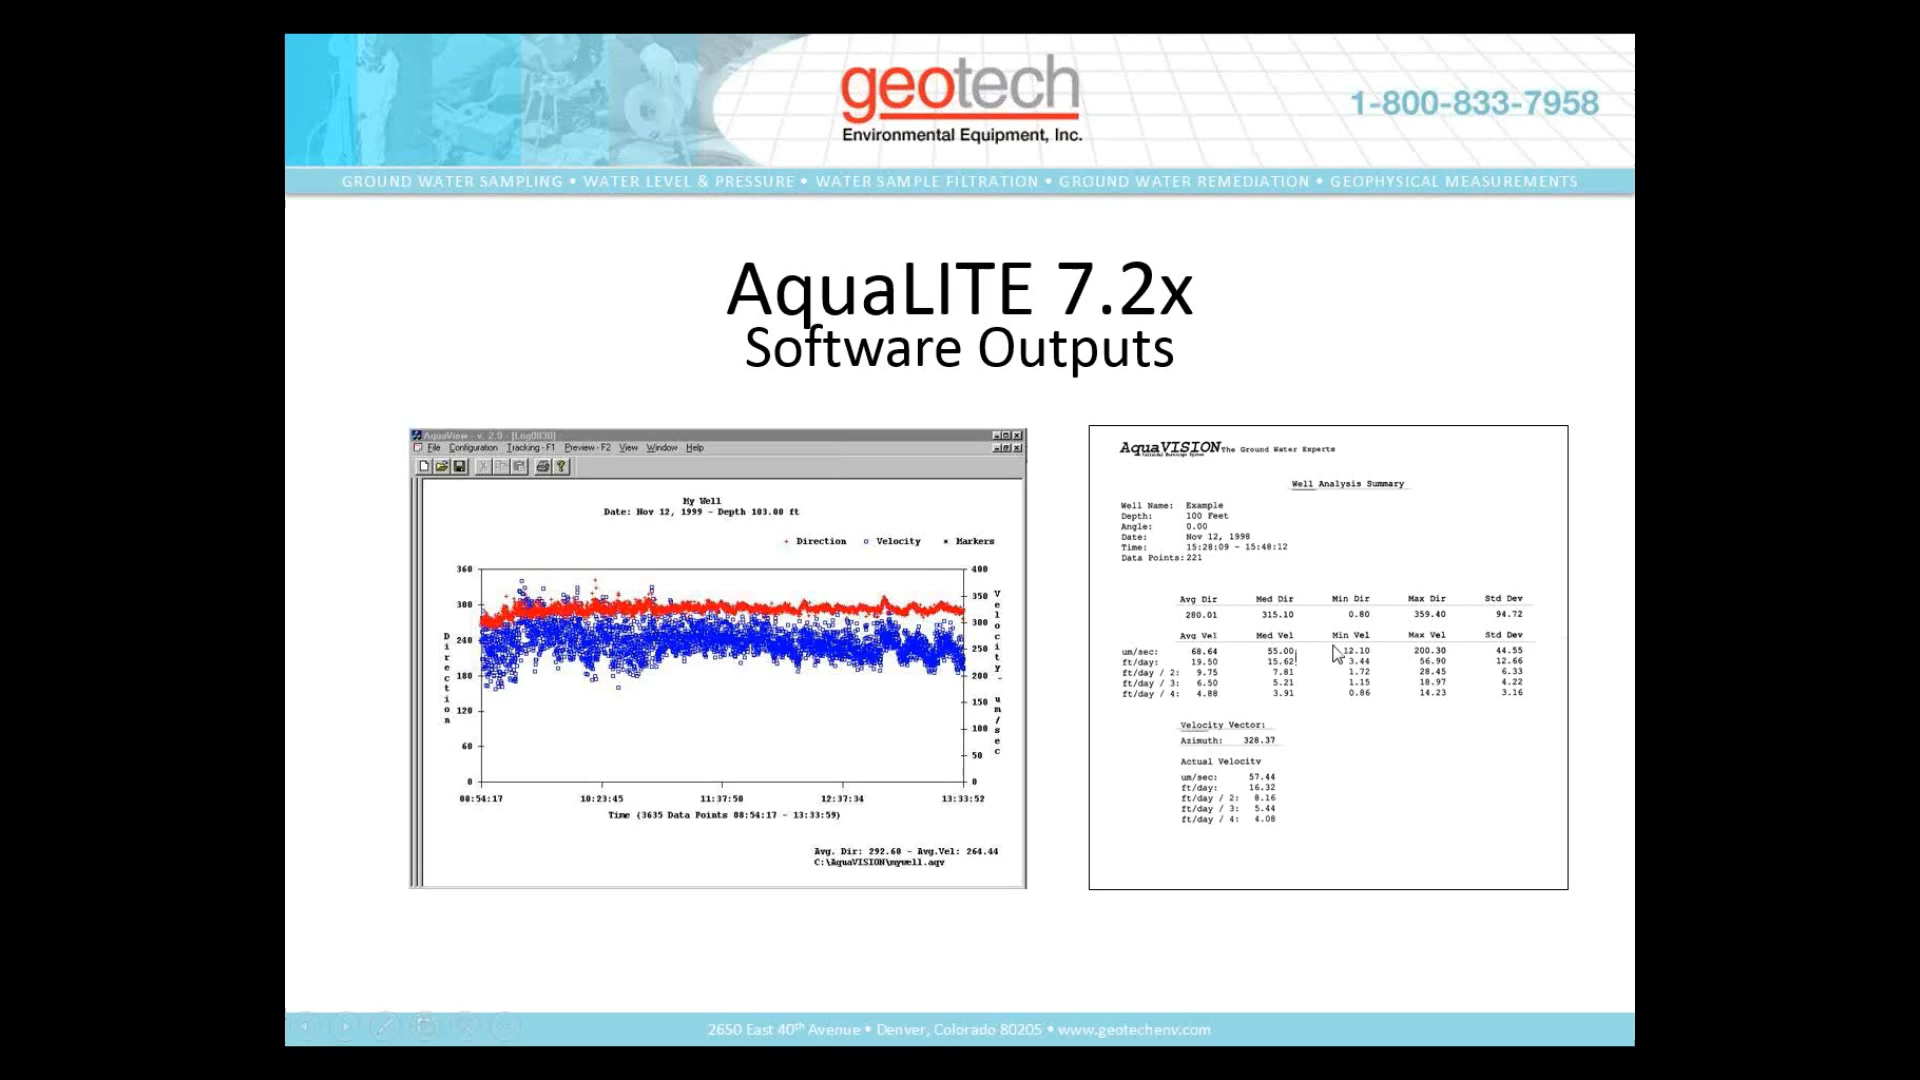 geotech
Environmental Equipment, Inc.
1-800-833-7958
GROUND WATER SAMPLING • WATER LEVEL & PRESSURE • WATER SAMPLE FILTRATION • GROUND WATER REMEDIATION • GEOPHYSICAL MEASUREMENTS
AquaLITE 7.2x
Software Outputs
AquaView - v. 2.0 - [Log0830]
File Configuration Tracking - F1 Preview - F2 View Window Help
My Well
Date: Nov 12, 1999 - Depth 103.00 ft
Direction Velocity Markers
360 400
350
300
300
240
250
180 200
150
120
100
60
50
0 0
Direction
Velocity - um/sec
08:54:17 10:23:45 11:37:50 12:37:34 13:33:52
Time (3635 Data Points 08:54:17 - 13:33:59)
Avg. Dir: 292.60 - Avg.Vel: 264.44
C:\AquaVISION\mywell.aqv
AquaVISION The Ground Water Experts
Well Analysis Summary
Well Name: Example
Depth: 100 Feet
Angle: 0.00
Date: Nov 12, 1998
Time: 15:28:09 - 15:48:12
Data Points: 221
Avg Dir Med Dir Min Dir Max Dir Std Dev
280.01 315.10 0.80 359.40 94.72
Avg Vel Med Vel Min Vel Max Vel Std Dev
um/sec: 68.64 55.00 12.10 200.30 44.55
ft/day: 19.50 15.62 3.44 56.90 12.66
ft/day / 2: 9.75 7.81 1.72 28.45 6.33
ft/day / 3: 6.50 5.21 1.15 18.97 4.22
ft/day / 4: 4.88 3.91 0.86 14.23 3.16
Velocity Vector:
Azimuth: 328.37
Actual Velocity
um/sec: 57.44
ft/day: 16.32
ft/day / 2: 8.16
ft/day / 3: 5.44
ft/day / 4: 4.08
2650 East 40th Avenue • Denver, Colorado 80205 • www.geotechenv.com